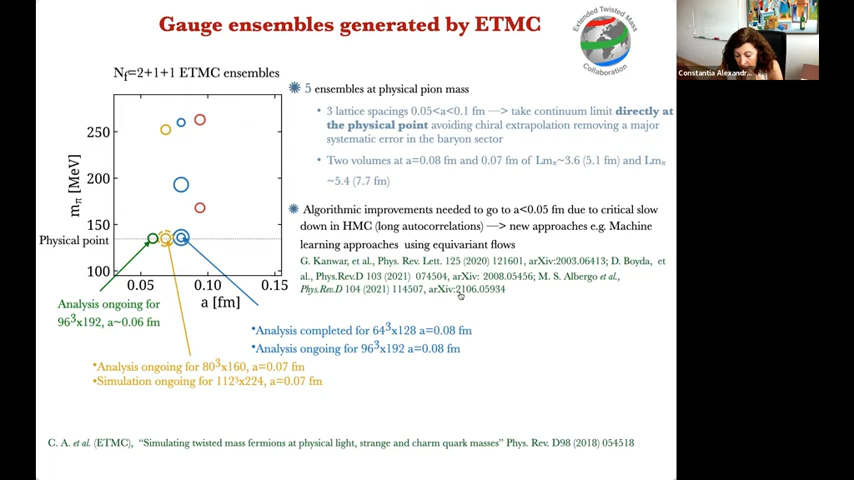 Gauge ensembles generated by ETMC
Extended Twisted Mass
Collaboration
Constantia Alexandr...
Nf=2+1+1 ETMC ensembles
mπ [MeV]
250
200
150
100
Physical point
0.05
0.10
0.15
a [fm]
5 ensembles at physical pion mass
• 3 lattice spacings 0.05<a<0.1 fm —> take continuum limit directly at
the physical point avoiding chiral extrapolation removing a major
systematic error in the baryon sector
• Two volumes at a=0.08 fm and 0.07 fm of Lmπ~3.6 (5.1 fm) and Lmπ
~5.4 (7.7 fm)
Algorithmic improvements needed to go to a<0.05 fm due to critical slow
down in HMC (long autocorrelations) —> new approaches e.g. Machine
learning approaches using equivariant flows
G. Kanwar, et al., Phys. Rev. Lett. 125 (2020) 121601, arXiv:2003.06413; D. Boyda, et
al., Phys.Rev.D 103 (2021) 074504, arXiv: 2008.05456; M. S. Albergo et al.,
Phys.Rev.D 104 (2021) 114507, arXiv:2106.05934
Analysis ongoing for
96³x192, a~0.06 fm
•Analysis completed for 64³x128 a=0.08 fm
•Analysis ongoing for 96³x192 a=0.08 fm
•Analysis ongoing for 80³x160, a=0.07 fm
•Simulation ongoing for 112³x224, a=0.07 fm
C. A. et al. (ETMC), “Simulating twisted mass fermions at physical light, strange and charm quark masses” Phys. Rev. D98 (2018) 054518